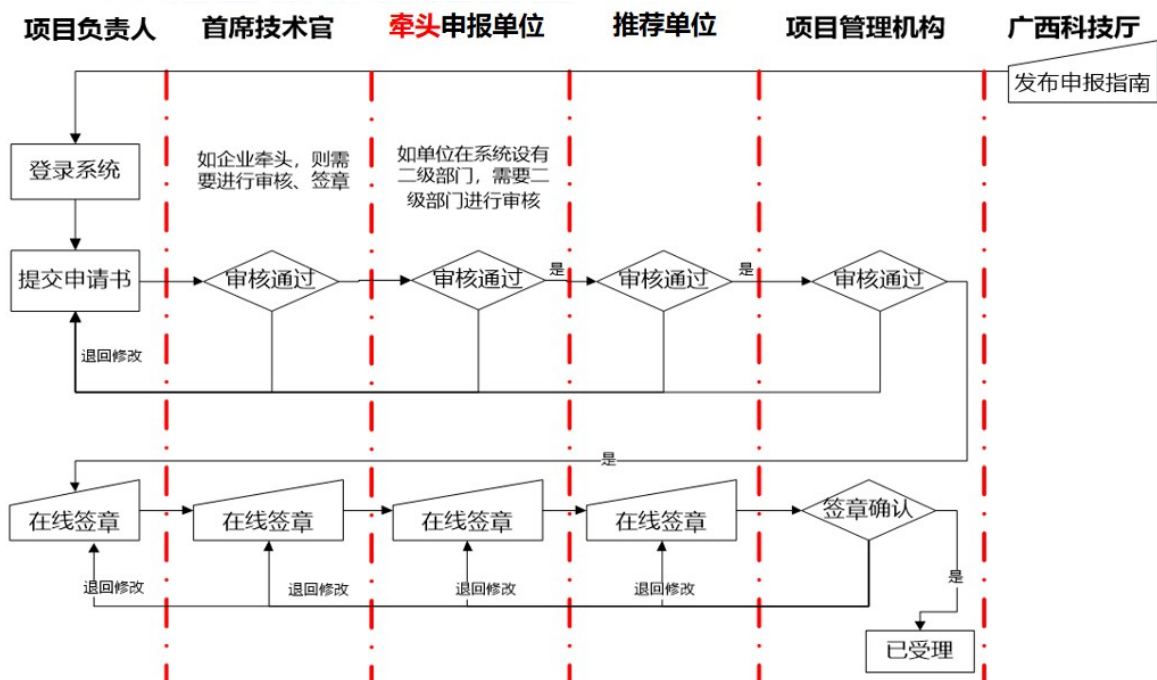 项目负责人
首席技术官
牵头申报单位
推荐单位
项目管理机构
广西科技厅
发布申报指南
登录系统
如企业牵头，则需
要进行审核、签章
如单位在系统设有
二级部门，需要二
级部门进行审核
提交申请书
审核通过
审核通过
是
审核通过
是
审核通过
退回修改
是
在线签章
在线签章
在线签章
在线签章
签章确认
退回修改
退回修改
退回修改
退回修改
是
已受理